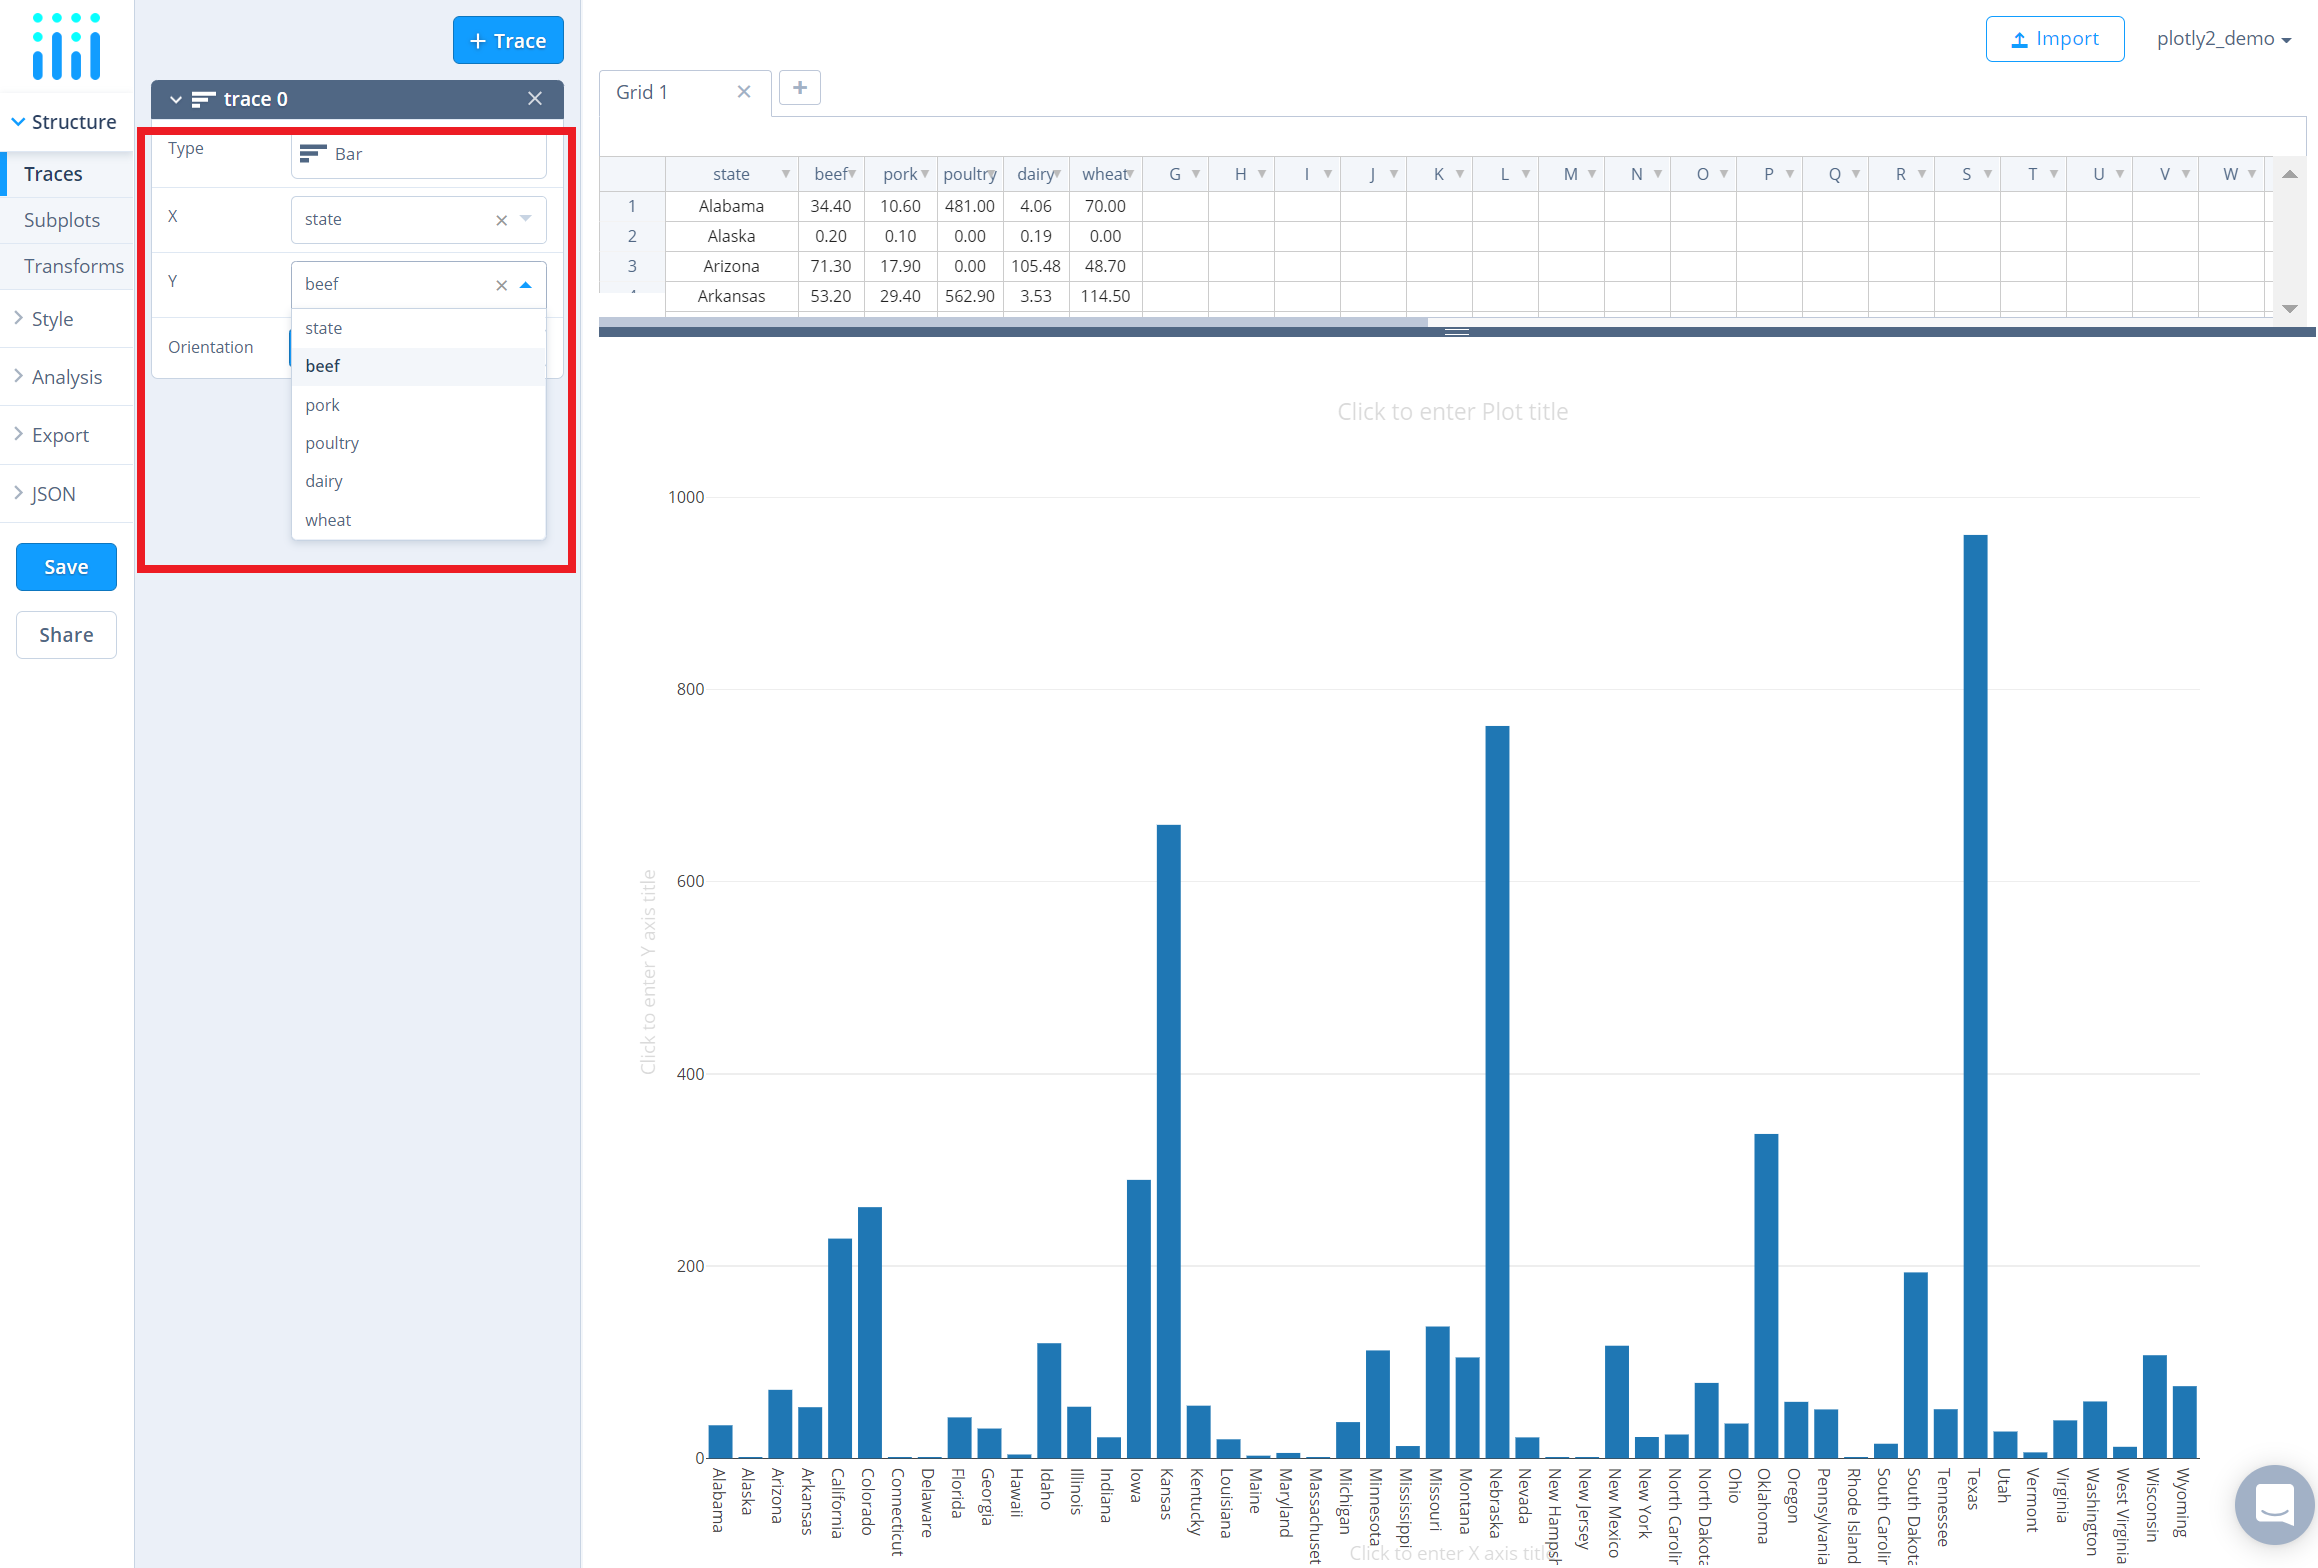 Trace
Import
plotly2_demo
trace 0
Grid 1
Structure
Traces
Subplots
Transforms
Style
Analysis
Export
JSON
Save
Share
Type
Bar
X
state
Y
beef
Orientation
state
beef
pork
poultry
dairy
wheat
state beef pork poultry dairy wheat G H I J K L M N O P Q R S T U V W
1 Alabama 34.40 10.60 481.00 4.06 70.00
2 Alaska 0.20 0.10 0.00 0.19 0.00
3 Arizona 71.30 17.90 0.00 105.48 48.70
Arkansas 53.20 29.40 562.90 3.53 114.50
Click to enter Plot title
1000
800
600
400
200
0
Click to enter Y axis title
Alabama
Alaska
Arizona
Arkansas
California
Colorado
Connecticut
Delaware
Florida
Georgia
Hawaii
Idaho
Illinois
Indiana
Iowa
Kansas
Kentucky
Louisiana
Maine
Maryland
Massachuset
Michigan
Minnesota
Mississippi
Missouri
Montana
Nebraska
Nevada
New Hampsh
New Jersey
New Mexico
New York
North Carolin
North Dakota
Ohio
Oklahoma
Oregon
Pennsylvania
Rhode Island
South Carolin
South Dakota
Tennessee
Texas
Utah
Vermont
Virginia
Washington
West Virginia
Wisconsin
Wyoming
Click to enter X axis title